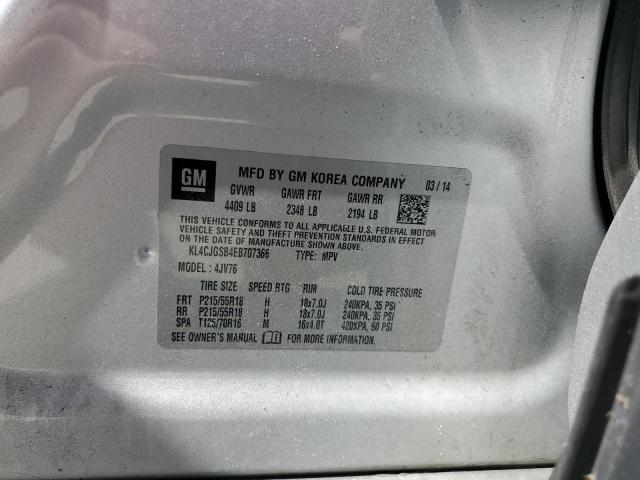 GM MFD BY GM KOREA COMPANY 03/14
GVWR GAWR FRT GAWR RR
4409 LB 2348 LB 2194 LB
THIS VEHICLE CONFORMS TO ALL APPLICABLE U.S. FEDERAL MOTOR
VEHICLE SAFETY AND THEFT PREVENTION STANDARDS IN EFFECT
ON THE DATE OF MANUFACTURE SHOWN ABOVE.
KL4CJGSB4EB707366 TYPE: MPV
MODEL: 4JV76
TIRE SIZE SPEED RTG RIM COLD TIRE PRESSURE
FRT P215/55R18 H 18x7.0J 240KPA, 35 PSI
RR P215/55R18 H 18x7.0J 240KPA, 35 PSI
SPA T125/70R16 M 16x4.0T 420KPA, 60 PSI
SEE OWNER'S MANUAL FOR MORE INFORMATION.